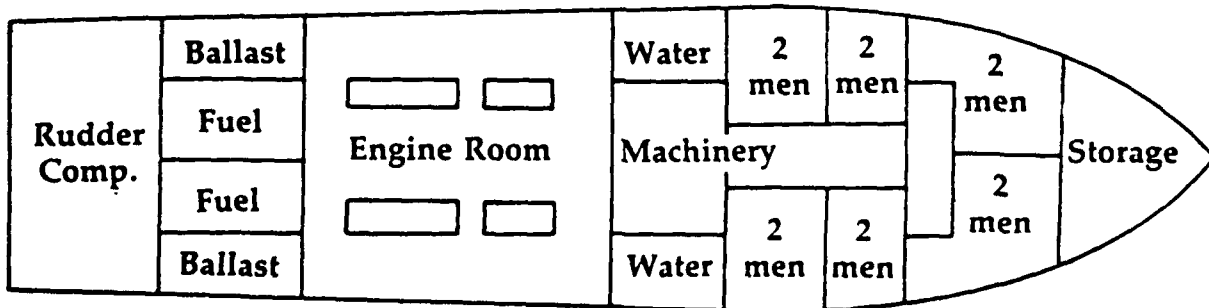 Rudder
Comp.
Ballast
Fuel
Fuel
Ballast
Engine Room
Water
Machinery
Water
2
men
2
men
2
men
2
men
2
men
2
men
Storage